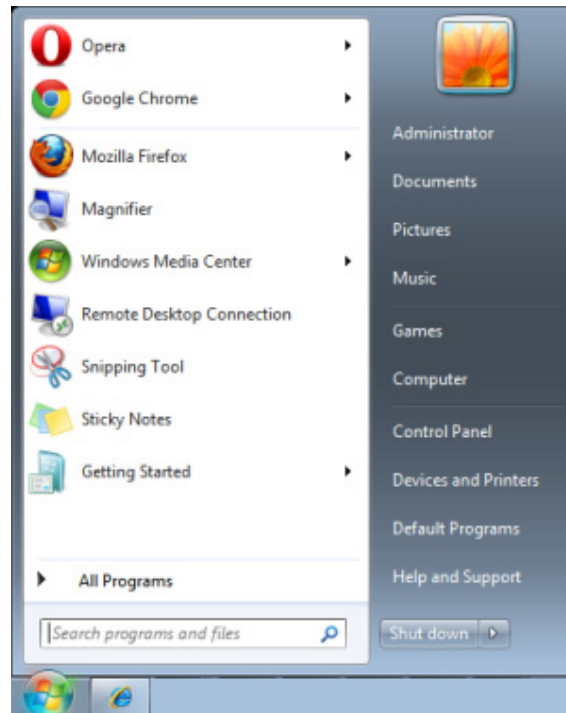 Opera
Google Chrome
Mozilla Firefox
Magnifier
Windows Media Center
Remote Desktop Connection
Snipping Tool
Sticky Notes
Getting Started
All Programs
Search programs and files
Administrator
Documents
Pictures
Music
Games
Computer
Control Panel
Devices and Printers
Default Programs
Help and Support
Shut down